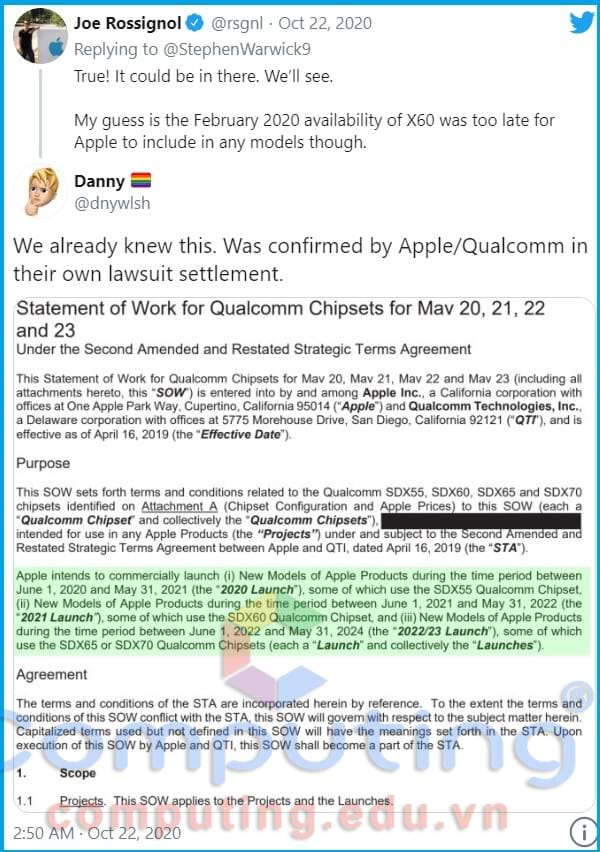 Joe Rossignol @rsgnl · Oct 22, 2020
Replying to @StephenWarwick9
True! It could be in there. We'll see.
My guess is the February 2020 availability of X60 was too late for
Apple to include in any models though.
Danny
@dnywlsh
We already knew this. Was confirmed by Apple/Qualcomm in
their own lawsuit settlement.
Statement of Work for Qualcomm Chipsets for Mav 20, 21, 22
and 23
Under the Second Amended and Restated Strategic Terms Agreement
This Statement of Work for Qualcomm Chipsets for Mav 20, Mav 21, Mav 22 and Mav 23 (including all
attachments hereto, this "SOW") is entered into by and among Apple Inc., a California corporation with
offices at One Apple Park Way, Cupertino, California 95014 ("Apple") and Qualcomm Technologies, Inc.,
a Delaware corporation with offices at 5775 Morehouse Drive, San Diego, California 92121 ("QTI"), and is
effective as of April 16, 2019 (the "Effective Date").
Purpose
This SOW sets forth terms and conditions related to the Qualcomm SDX55, SDX60, SDX65 and SDX70
chipsets identified on Attachment A (Chipset Configuration and Apple Prices) to this SOW (each a
"Qualcomm Chipset" and collectively the "Qualcomm Chipsets"),
intended for use in any Apple Products (the "Projects") under and subject to the Second Amended and
Restated Strategic Terms Agreement between Apple and QTI, dated April 16, 2019 (the "STA").
Apple intends to commercially launch (i) New Models of Apple Products during the time period between
June 1, 2020 and May 31, 2021 (the "2020 Launch"), some of which use the SDX55 Qualcomm Chipset,
(ii) New Models of Apple Products during the time period between June 1, 2021 and May 31, 2022 (the
"2021 Launch"), some of which use the SDX60 Qualcomm Chipset, and (iii) New Models of Apple Products
during the time period between June 1, 2022 and May 31, 2024 (the "2022/23 Launch"), some of which
use the SDX65 or SDX70 Qualcomm Chipsets (each a "Launch" and collectively the "Launches").
Agreement
The terms and conditions of the STA are incorporated herein by reference. To the extent the terms and
conditions of this SOW conflict with the STA, this SOW will govern with respect to the subject matter herein.
Capitalized terms used but not defined in this SOW will have the meanings set forth in the STA. Upon
execution of this SOW by Apple and QTI, this SOW shall become a part of the STA.
Computing®
1. Scope
1.1 Projects. This SOW applies to the Projects and the Launches.
computing.edu.vn
2:50 AM · Oct 22, 2020